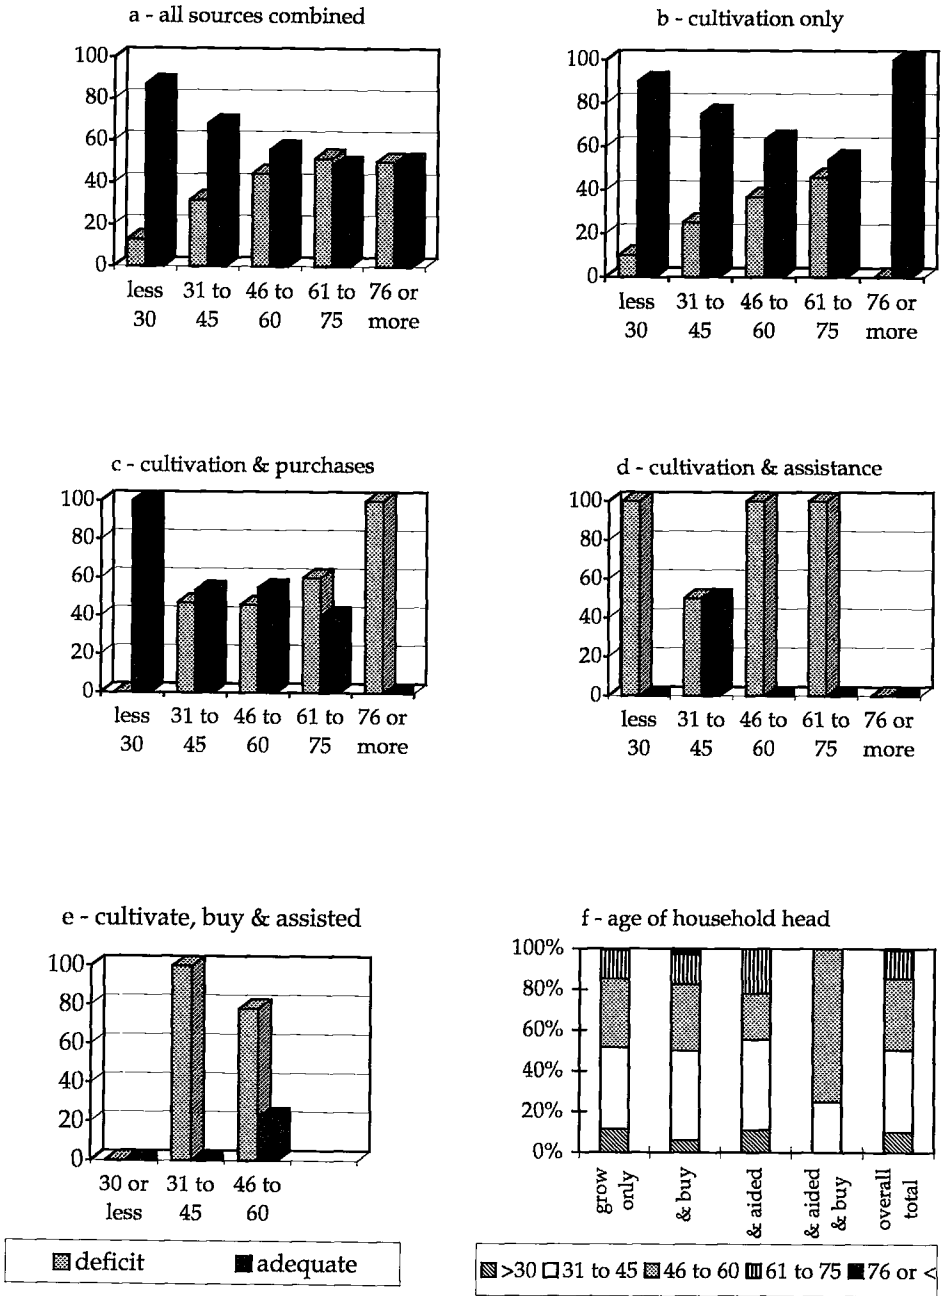 a - all sources combined
100
80
60
40
20
0
less 31 to 46 to 61 to 76 or
30 45 60 75 more
b - cultivation only
100
80
60
40
20
0
less 31 to 46 to 61 to 76 or
30 45 60 75 more
c - cultivation & purchases
100
80
60
40
20
0
less 31 to 46 to 61 to 76 or
30 45 60 75 more
d - cultivation & assistance
100
80
60
40
20
0
less 31 to 46 to 61 to 76 or
30 45 60 75 more
e - cultivate, buy & assisted
100
80
60
40
20
0
30 or 31 to 46 to
less 45 60
deficit adequate
f - age of household head
100%
80%
60%
40%
20%
0%
grow
only
& buy
& aided
& aided
& buy
overall
total
>30 31 to 45 46 to 60 61 to 75 76 or <